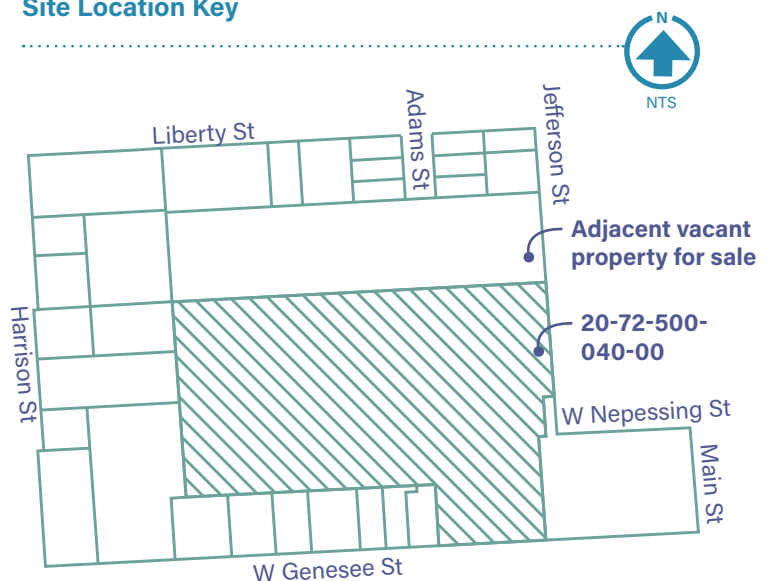 Site Location Key
N
NTS
Liberty St
Adams St
Jefferson St
Adjacent vacant
property for sale
20-72-500-
040-00
Harrison St
W Nepessing St
Main St
W Genesee St